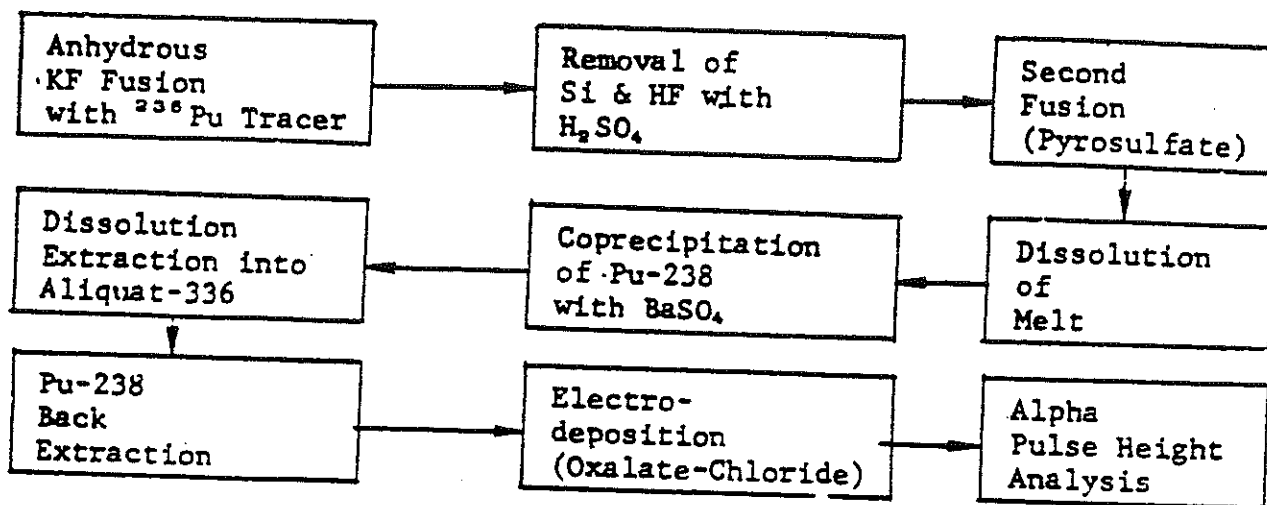 Anhydrous
KF Fusion
with ²³⁶Pu Tracer
Removal of
Si & HF with
H₂SO₄
Second
Fusion
(Pyrosulfate)
Dissolution
of
Melt
Coprecipitation
of Pu-238
with BaSO₄
Dissolution
Extraction into
Aliquat-336
Pu-238
Back
Extraction
Electro-
deposition
(Oxalate-Chloride)
Alpha
Pulse Height
Analysis